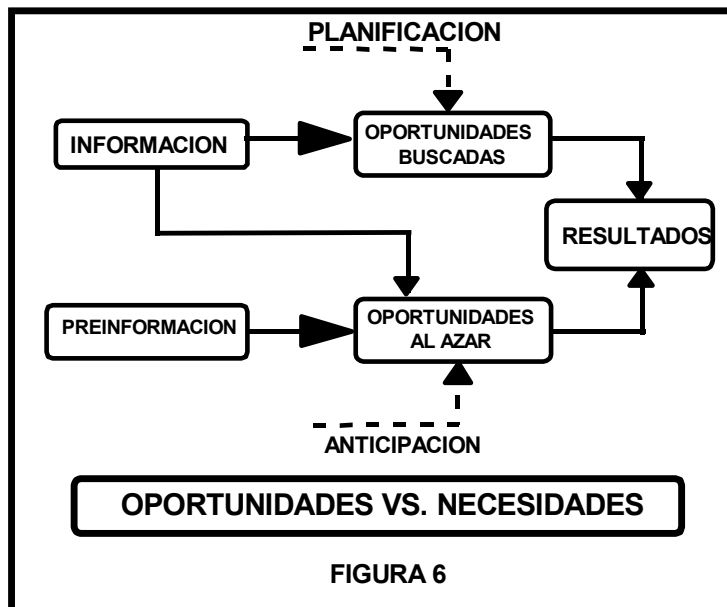 PLANIFICACION
INFORMACION
OPORTUNIDADES
BUSCADAS
RESULTADOS
PREINFORMACION
OPORTUNIDADES
AL AZAR
ANTICIPACION
OPORTUNIDADES VS. NECESIDADES
FIGURA 6